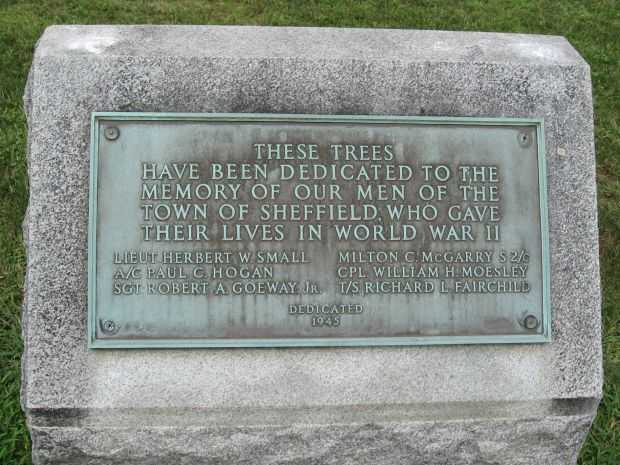 THESE TREES
HAVE BEEN DEDICATED TO THE
MEMORY OF OUR MEN OF THE
TOWN OF SHEFFIELD, WHO GAVE
THEIR LIVES IN WORLD WAR II
LIEUT HERBERT W. SMALL MILTON C. McGARRY S 2/c
A/C PAUL C. HOGAN CPL WILLIAM H. MOESLEY
SGT ROBERT A. GOEWAY, Jr. T/5 RICHARD L. FAIRCHILD
DEDICATED
1945